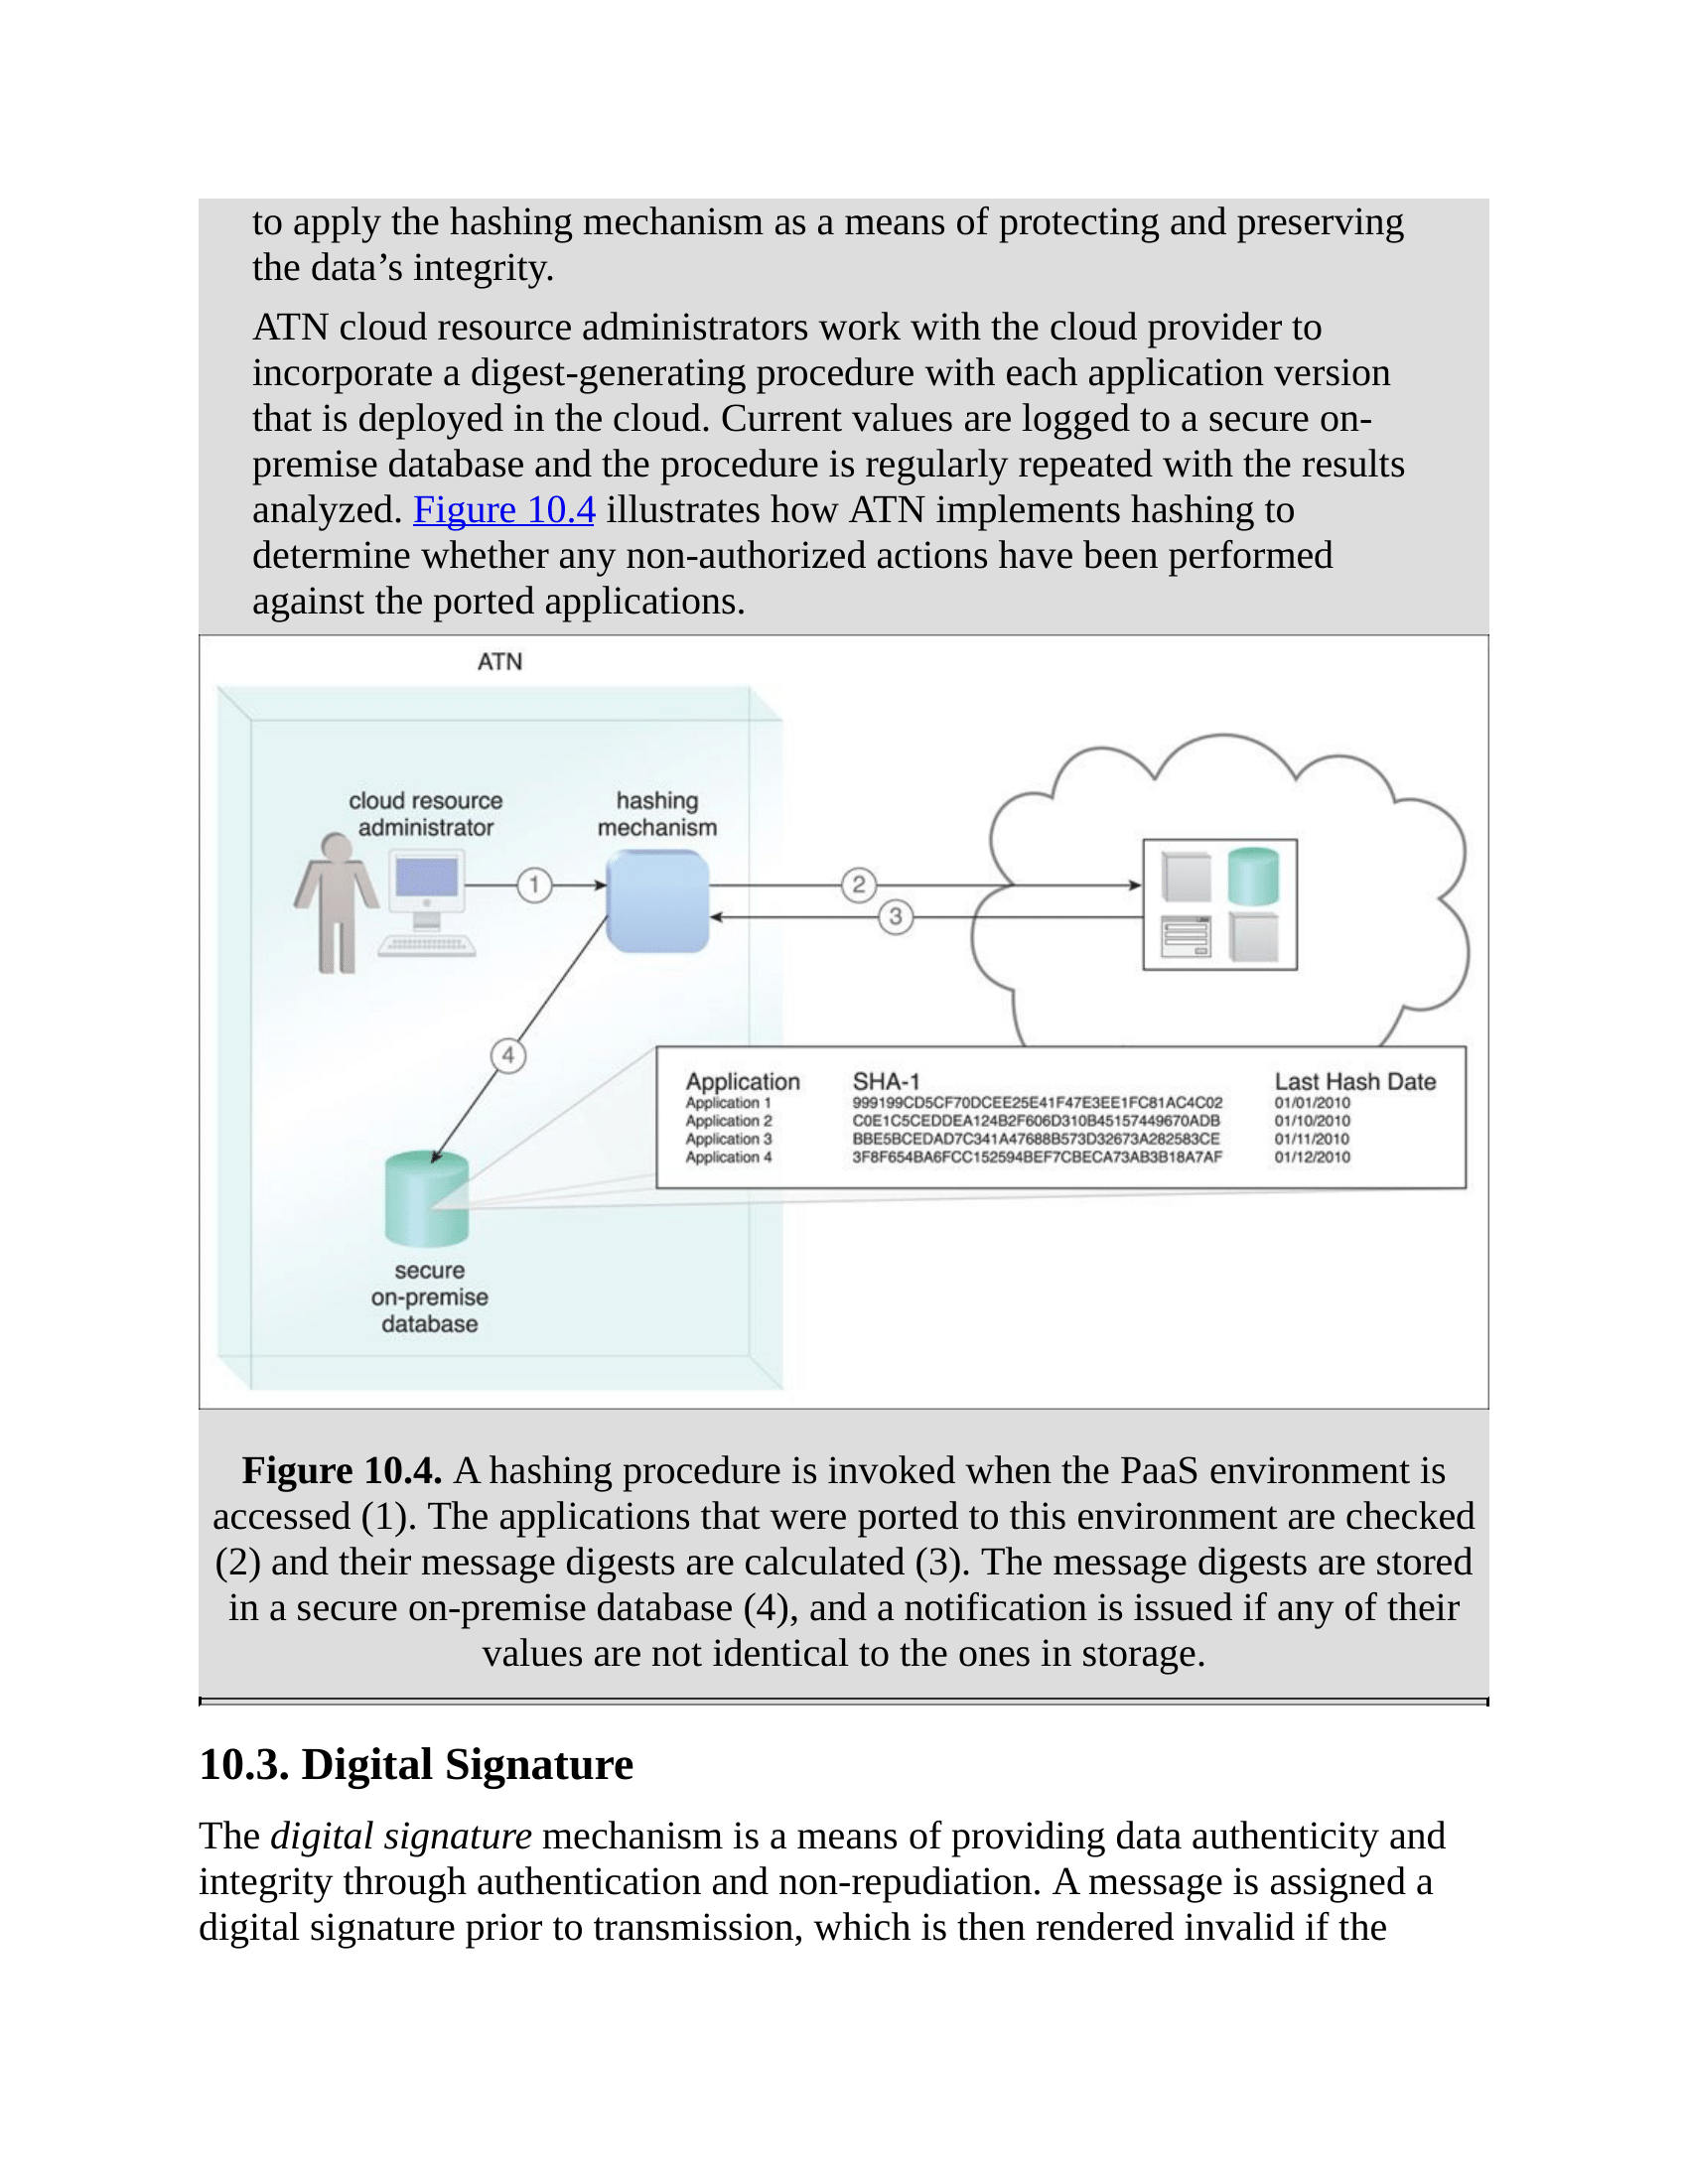 to apply the hashing mechanism as a means of protecting and preserving
the data’s integrity.
ATN cloud resource administrators work with the cloud provider to
incorporate a digest-generating procedure with each application version
that is deployed in the cloud. Current values are logged to a secure on-
premise database and the procedure is regularly repeated with the results
analyzed. Figure 10.4 illustrates how ATN implements hashing to
determine whether any non-authorized actions have been performed
against the ported applications.
ATN
cloud resource
administrator
hashing
mechanism
1
2
3
4
Application SHA-1 Last Hash Date
Application 1 999199CD5CF70DCEE25E41F47E3EE1FC81AC4C02 01/01/2010
Application 2 C0E1C5CEDDEA124B2F606D310B45157449670ADB 01/10/2010
Application 3 BBE5BCEDAD7C341A47688B573D32673A282583CE 01/11/2010
Application 4 3F8F654BA6FCC152594BEF7CBECA73AB3B18A7AF 01/12/2010
secure
on-premise
database
Figure 10.4. A hashing procedure is invoked when the PaaS environment is
accessed (1). The applications that were ported to this environment are checked
(2) and their message digests are calculated (3). The message digests are stored
in a secure on-premise database (4), and a notification is issued if any of their
values are not identical to the ones in storage.
10.3. Digital Signature
The digital signature mechanism is a means of providing data authenticity and
integrity through authentication and non-repudiation. A message is assigned a
digital signature prior to transmission, which is then rendered invalid if the